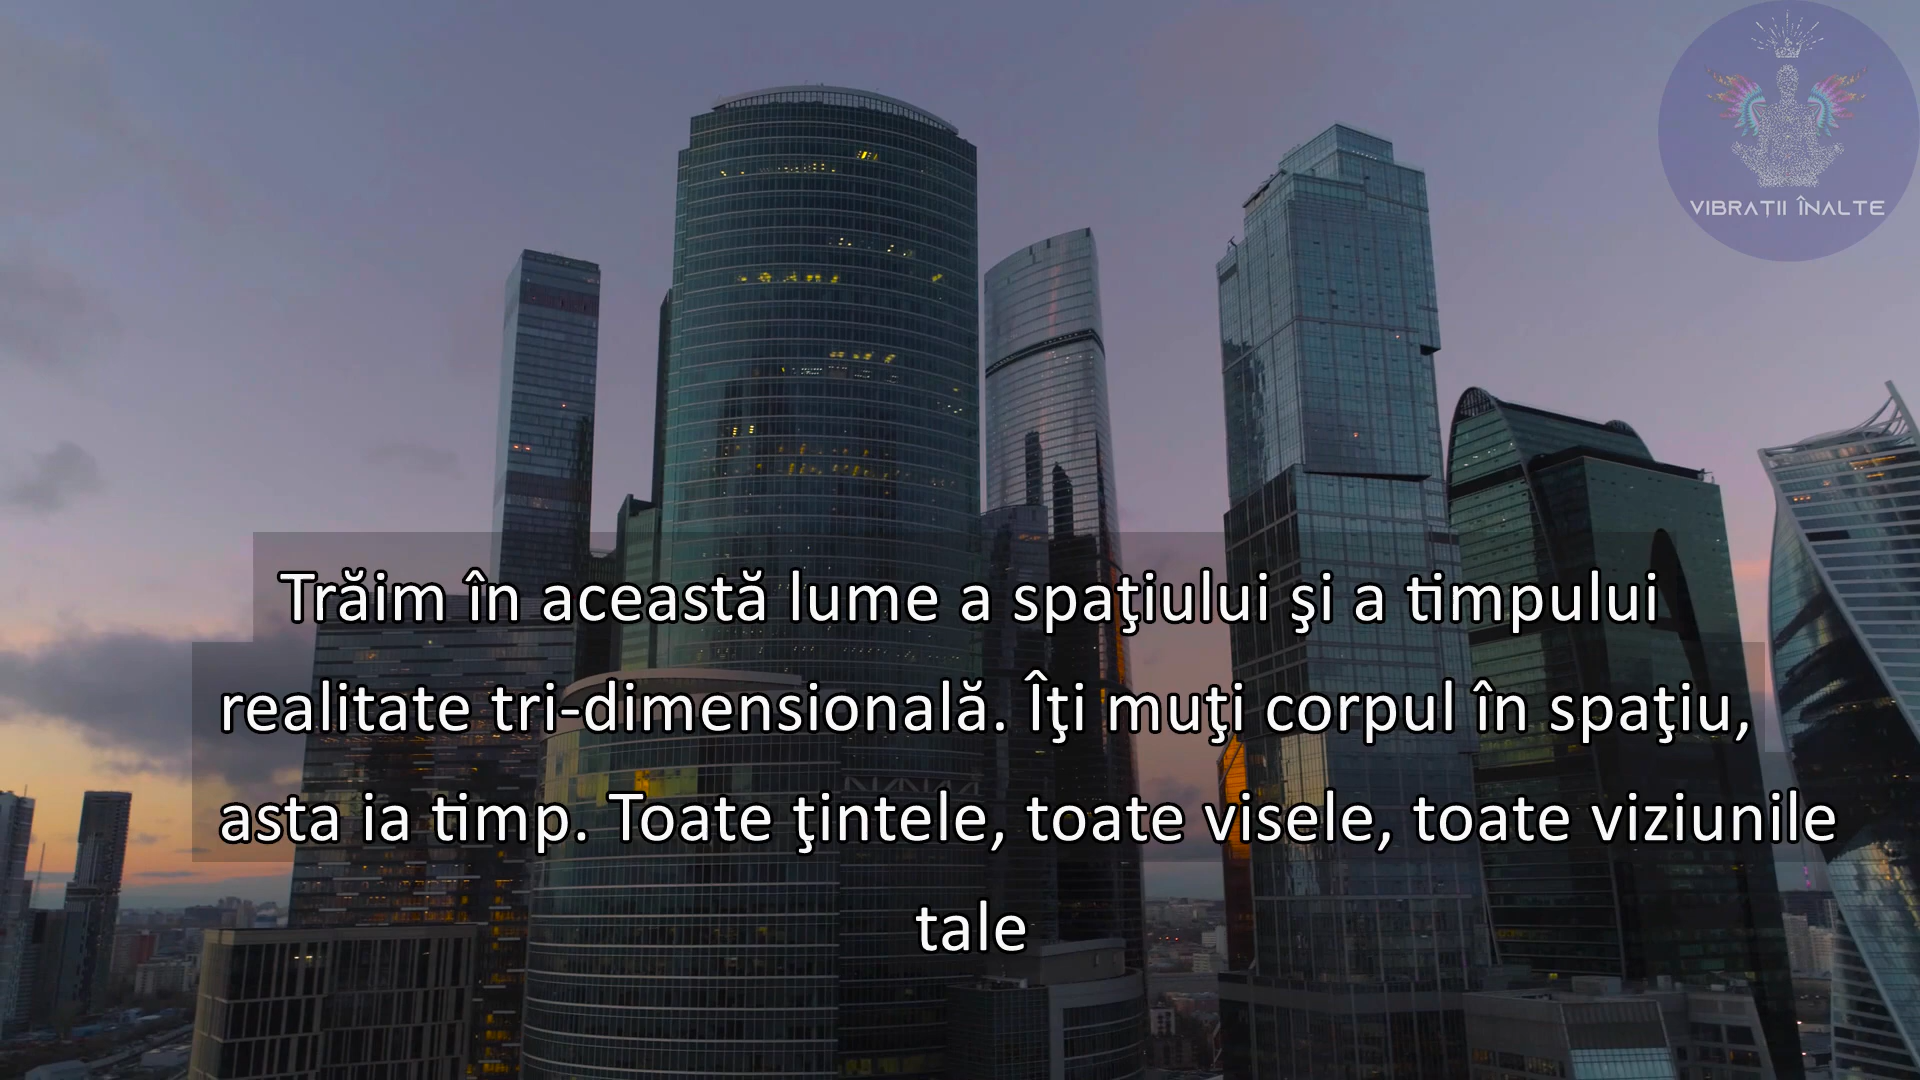 VIBRAȚII ÎNALTE
Trăim în această lume a spaţiului şi a timpului
realitate tri-dimensională. Îţi muţi corpul în spaţiu,
asta ia timp. Toate ţintele, toate visele, toate viziunile
tale